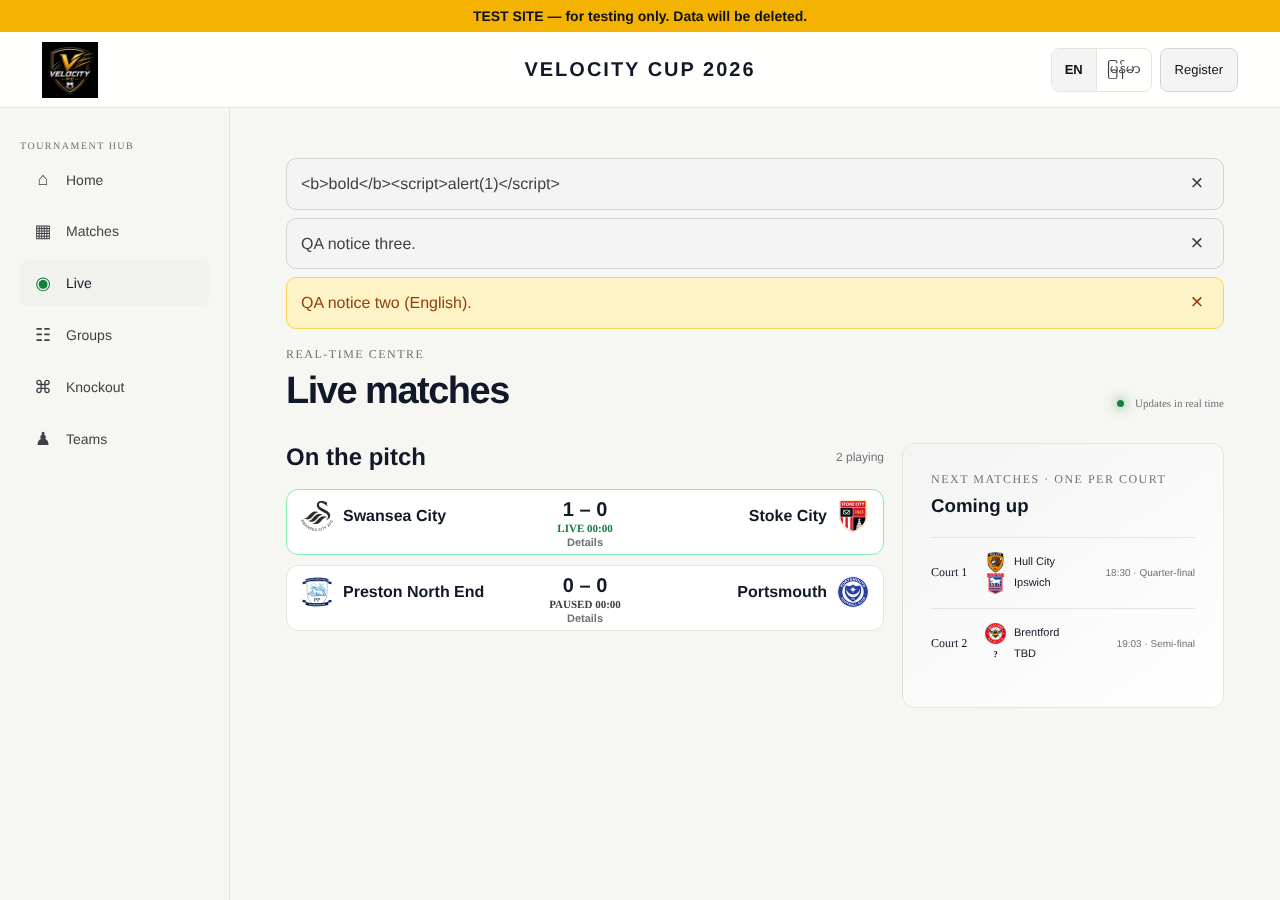 TEST SITE — for testing only. Data will be deleted.
VELOCITY
VELOCITY CUP 2026
EN
မြန်မာ
Register
TOURNAMENT HUB
Home
Matches
Live
Groups
Knockout
Teams
<b>bold</b><script>alert(1)</script>
QA notice three.
QA notice two (English).
REAL-TIME CENTRE
Live matches
Updates in real time
On the pitch
2 playing
Swansea City
1 – 0
Stoke City
LIVE 00:00
Details
Preston North End
0 – 0
Portsmouth
PAUSED 00:00
Details
NEXT MATCHES · ONE PER COURT
Coming up
Court 1
Hull City
Ipswich
18:30 · Quarter-final
Court 2
Brentford
? TBD
19:03 · Semi-final